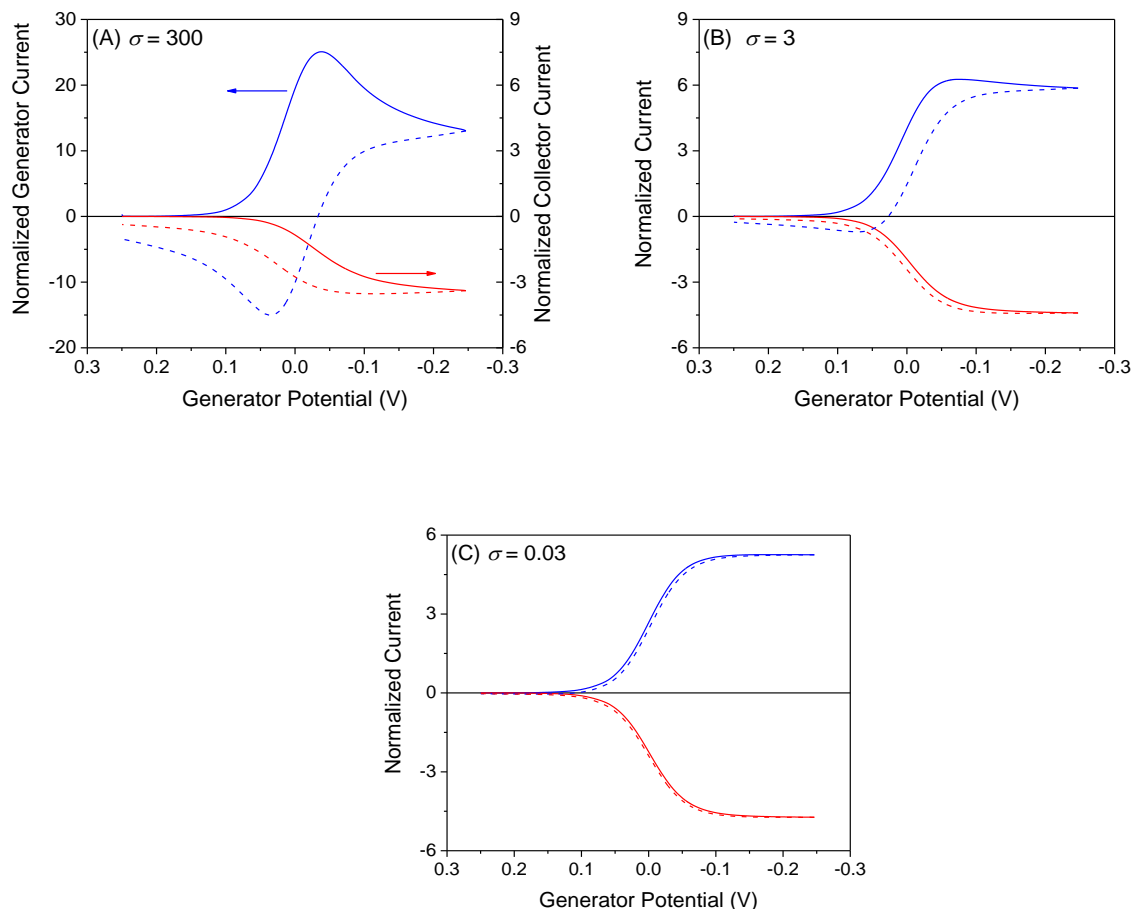 (A) σ = 300
Normalized Generator Current
30
20
10
0
-10
-20
9
6
3
0
-3
-6
Normalized Collector Current
0.3 0.2 0.1 0.0 -0.1 -0.2 -0.3
Generator Potential (V)
(B) σ = 3
Normalized Current
9
6
3
0
-3
-6
0.3 0.2 0.1 0.0 -0.1 -0.2 -0.3
Generator Potential (V)
(C) σ = 0.03
Normalized Current
6
3
0
-3
-6
0.3 0.2 0.1 0.0 -0.1 -0.2 -0.3
Generator Potential (V)